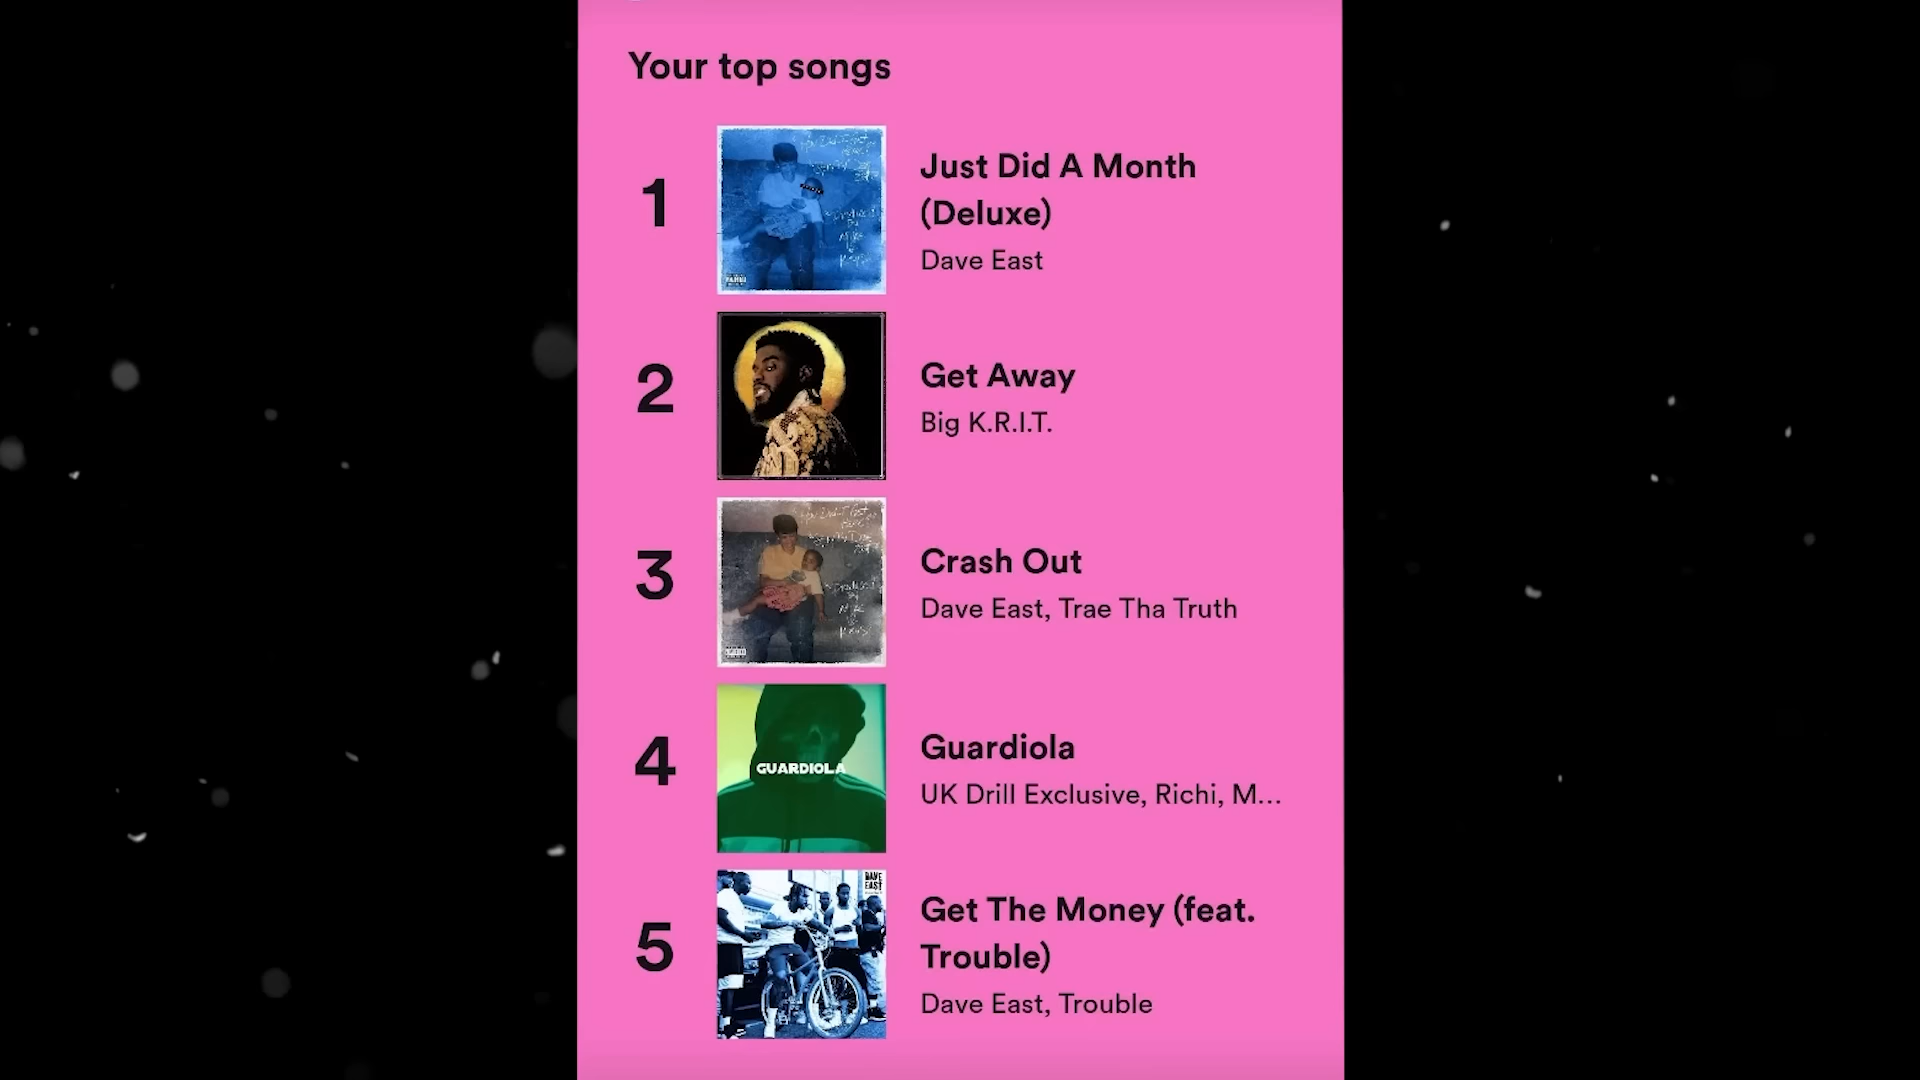 Your top songs
1
Just Did A Month
(Deluxe)
Dave East
2
Get Away
Big K.R.I.T.
3
Crash Out
Dave East, Trae Tha Truth
4
GUARDIOLA
Guardiola
UK Drill Exclusive, Richi, M...
5
DAVE
EAST
Get The Money (feat.
Trouble)
Dave East, Trouble